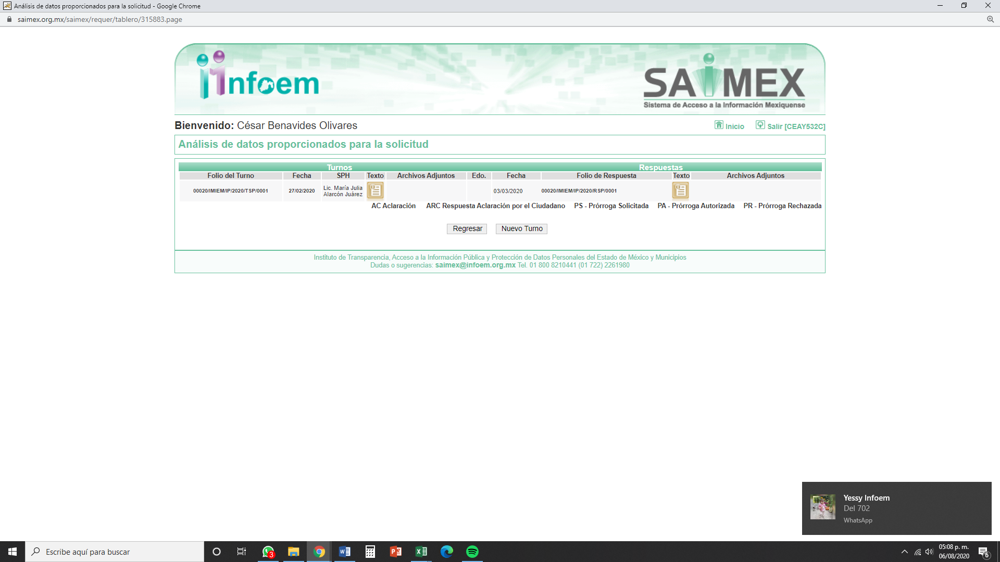 Análisis de datos proporcionados para la solicitud - Google Chrome
saimex.org.mx/saimex/requer/tablero/315883.page
infoem
SAIMEX
Sistema de Acceso a la Información Mexiquense
Bienvenido: César Benavides Olivares
Inicio
Salir [CEAY532C]
Análisis de datos proporcionados para la solicitud
Turnos
Respuestas
Folio del Turno Fecha SPH Texto Archivos Adjuntos Edo. Fecha Folio de Respuesta Texto Archivos Adjuntos
00020/IMIEM/IP/2020/TSP/0001 27/02/2020 Lic. María Julia
Alarcón Juárez
03/03/2020 00020/IMIEM/IP/2020/RSP/0001
AC Aclaración ARC Respuesta Aclaración por el Ciudadano PS - Prórroga Solicitada PA - Prórroga Autorizada PR - Prórroga Rechazada
Regresar Nuevo Turno
Instituto de Transparencia, Acceso a la Información Pública y Protección de Datos Personales del Estado de México y Municipios
Dudas o sugerencias: saimex@infoem.org.mx Tel. 01 800 8210441 (01 722) 2261980
Yessy Infoem
Del 702
WhatsApp
Escribe aquí para buscar
3
05:08 p. m.
06/08/2020
6